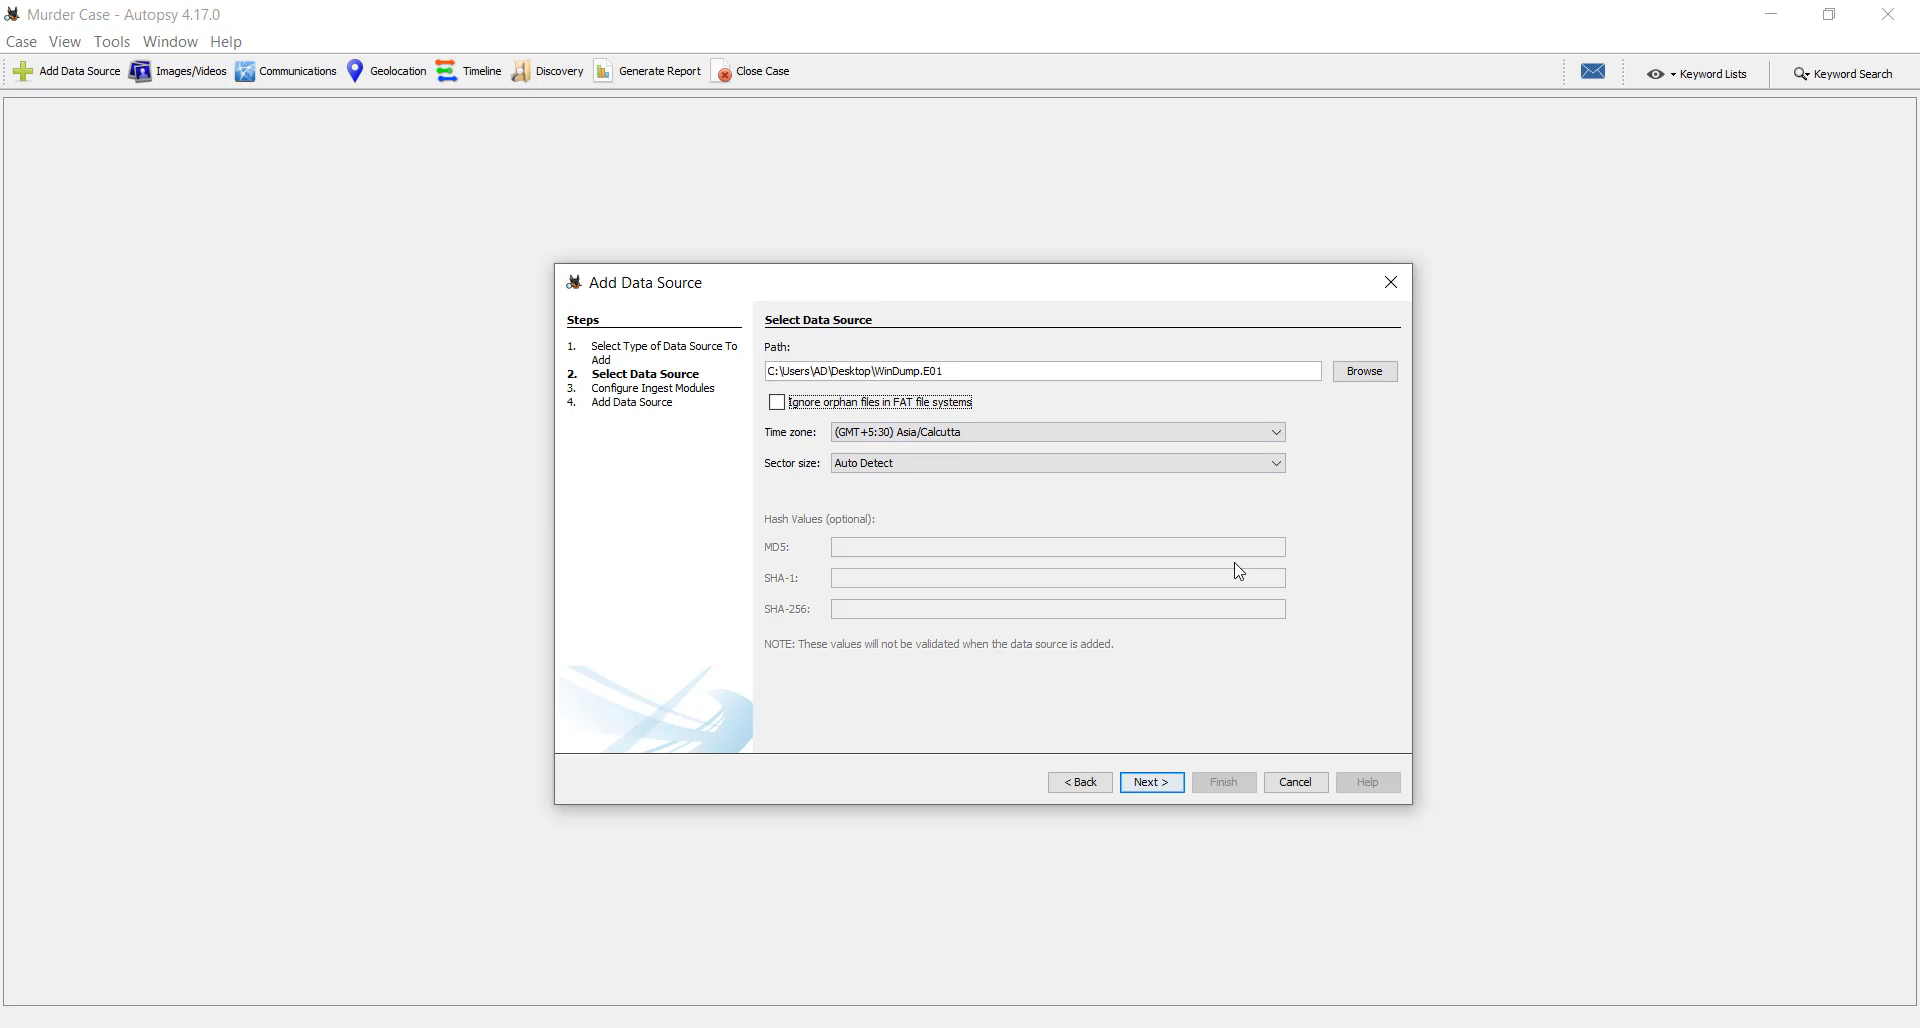 Murder Case - Autopsy 4.17.0
Case View Tools Window Help
Add Data Source Images/Videos Communications Geolocation Timeline Discovery Generate Report Close Case Keyword Lists Keyword Search
Add Data Source
Steps
1. Select Type of Data Source To
Add
2. Select Data Source
3. Configure Ingest Modules
4. Add Data Source
Select Data Source
Path:
C:\Users\AD\Desktop\WinDump.E01 Browse
Ignore orphan files in FAT file systems
Time zone: (GMT+5:30) Asia/Calcutta
Sector size: Auto Detect
Hash Values (optional):
MD5:
SHA-1:
SHA-256:
NOTE: These values will not be validated when the data source is added.
< Back Next > Finish Cancel Help